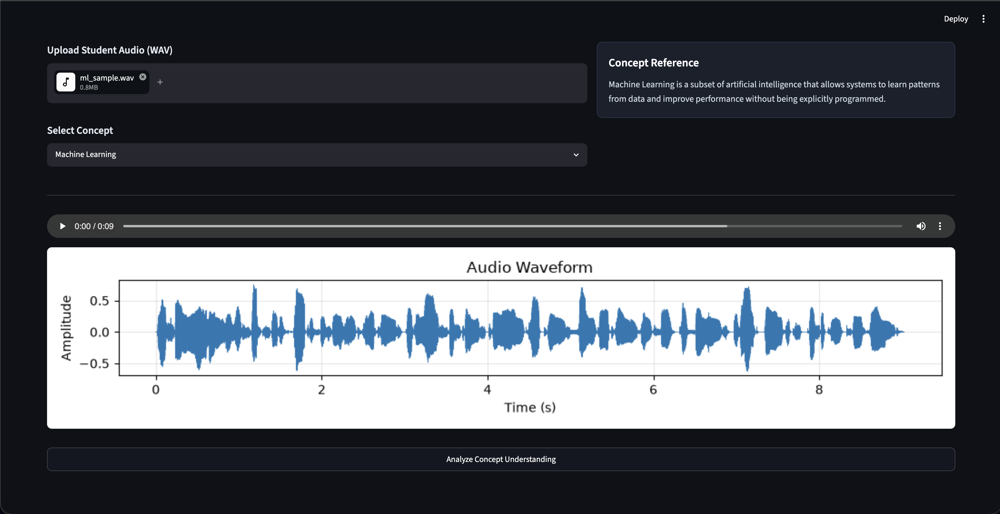 Deploy
Upload Student Audio (WAV)
ml_sample.wav
0.8MB
Concept Reference
Machine Learning is a subset of artificial intelligence that allows systems to learn patterns
from data and improve performance without being explicitly programmed.
Select Concept
Machine Learning
0:00 / 0:09
Audio Waveform
Amplitude
0.5
0.0
−0.5
0 2 4 6 8
Time (s)
Analyze Concept Understanding